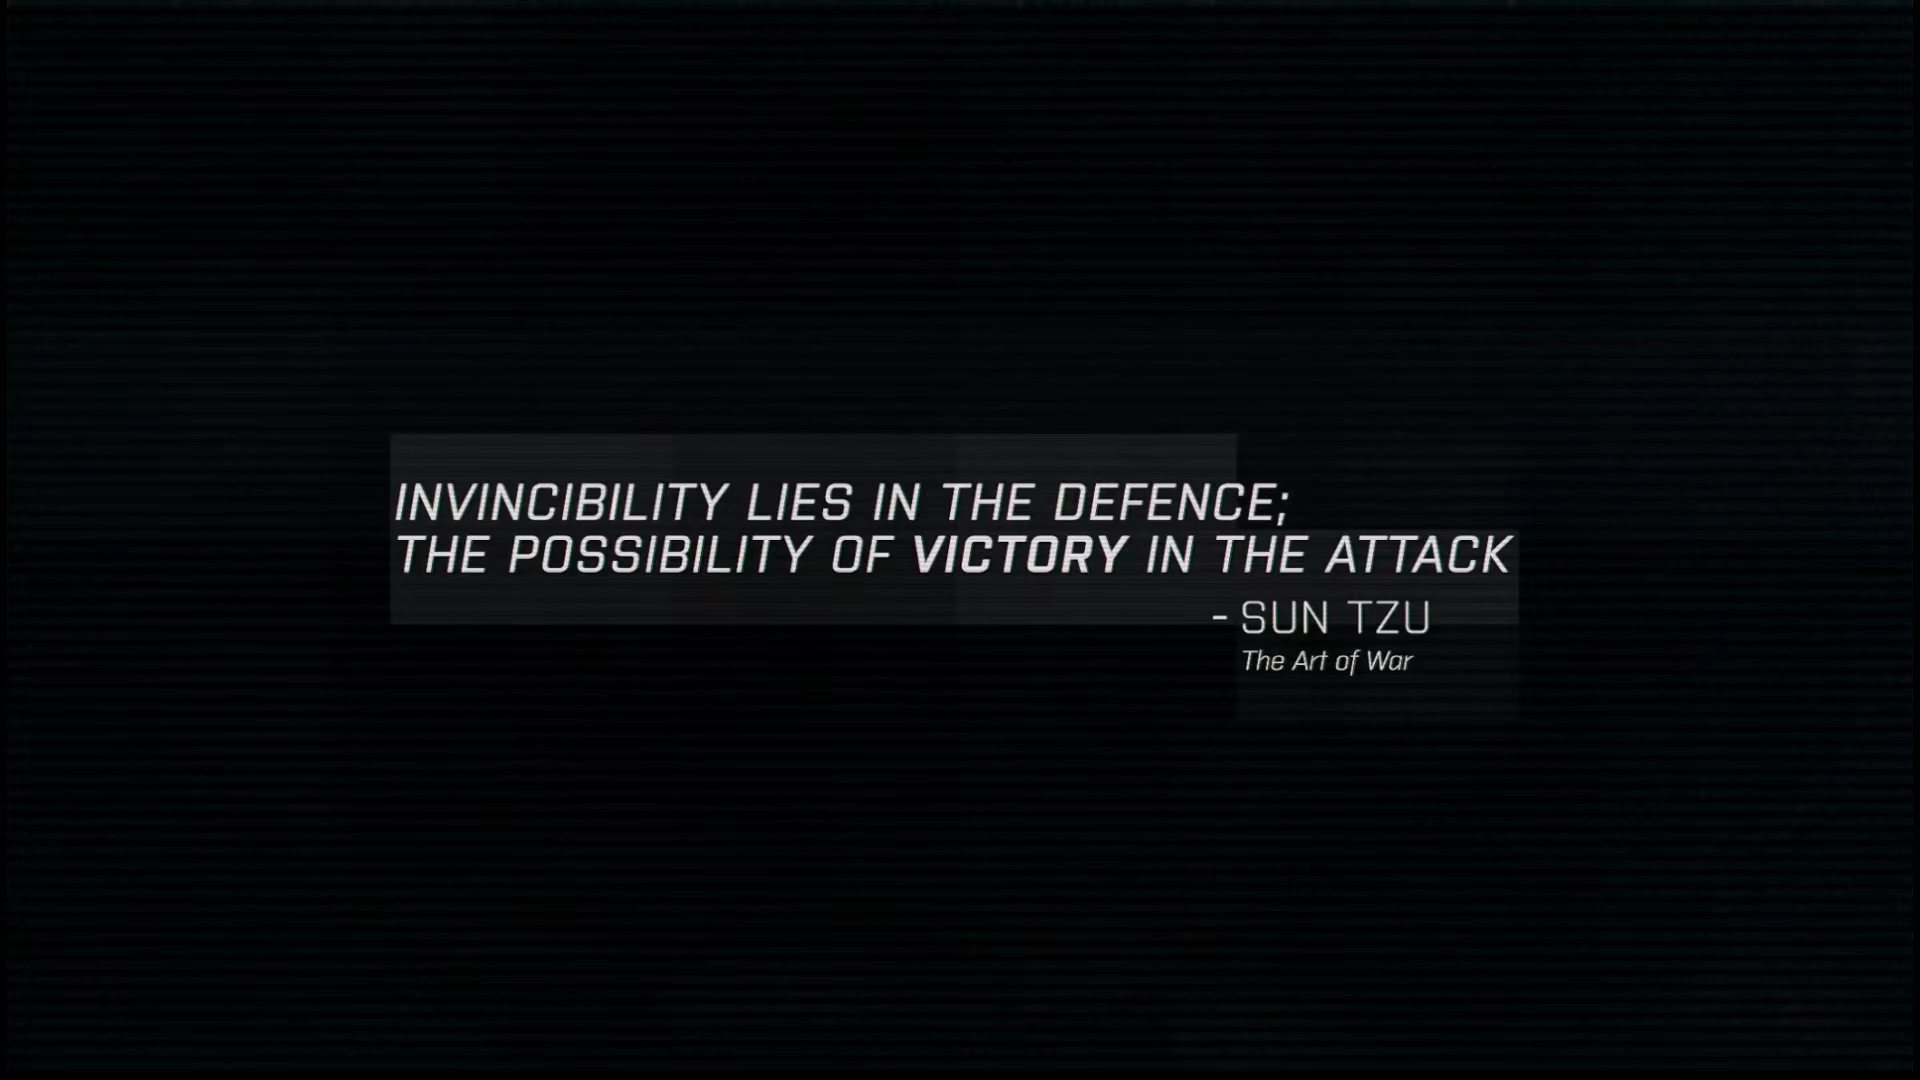 INVINCIBILITY LIES IN THE DEFENCE;
THE POSSIBILITY OF VICTORY IN THE ATTACK
- SUN TZU
The Art of War